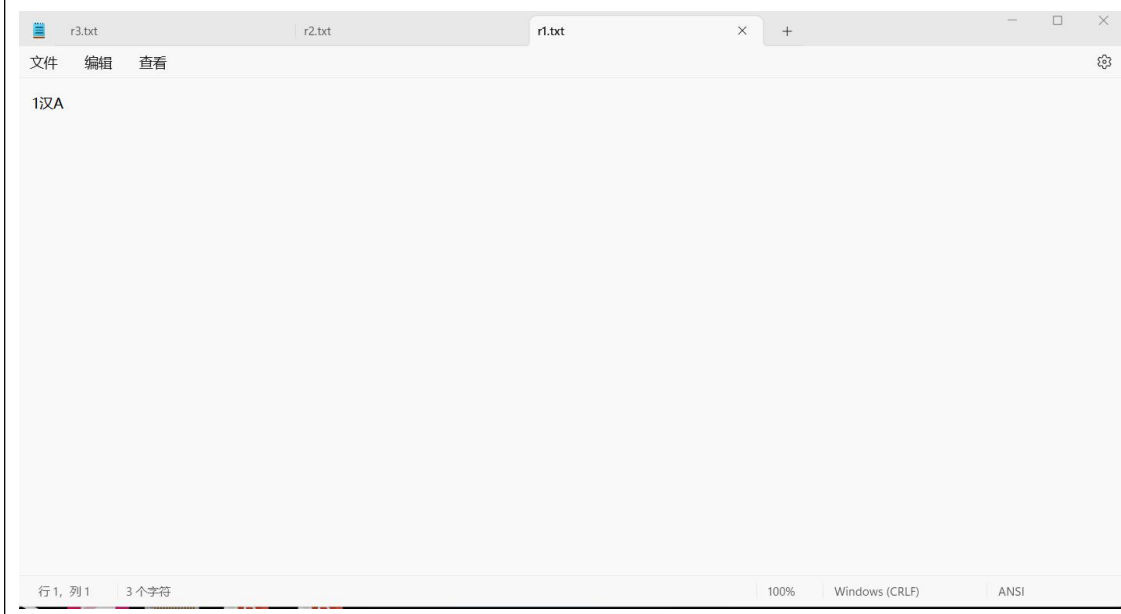 r3.txt r2.txt r1.txt
文件 编辑 查看
1汉A
行 1, 列 1 3 个字符 100% Windows (CRLF) ANSI